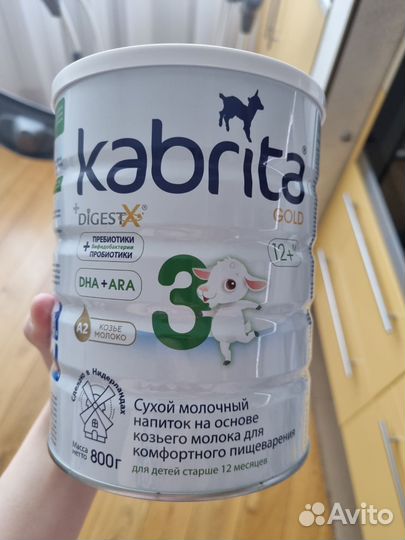 kabrita
GOLD
+DiGESTX®
+ ПРЕБИОТИКИ
Бифидобактерии
ПРОБИОТИКИ
12+
DHA + ARA
3
A2 КОЗЬЕ
МОЛОКО
Сделано в Нидерландах
Масса
нетто 800г
Сухой молочный
напиток на основе
козьего молока для
комфортного пищеварения
для детей старше 12 месяцев
Avito